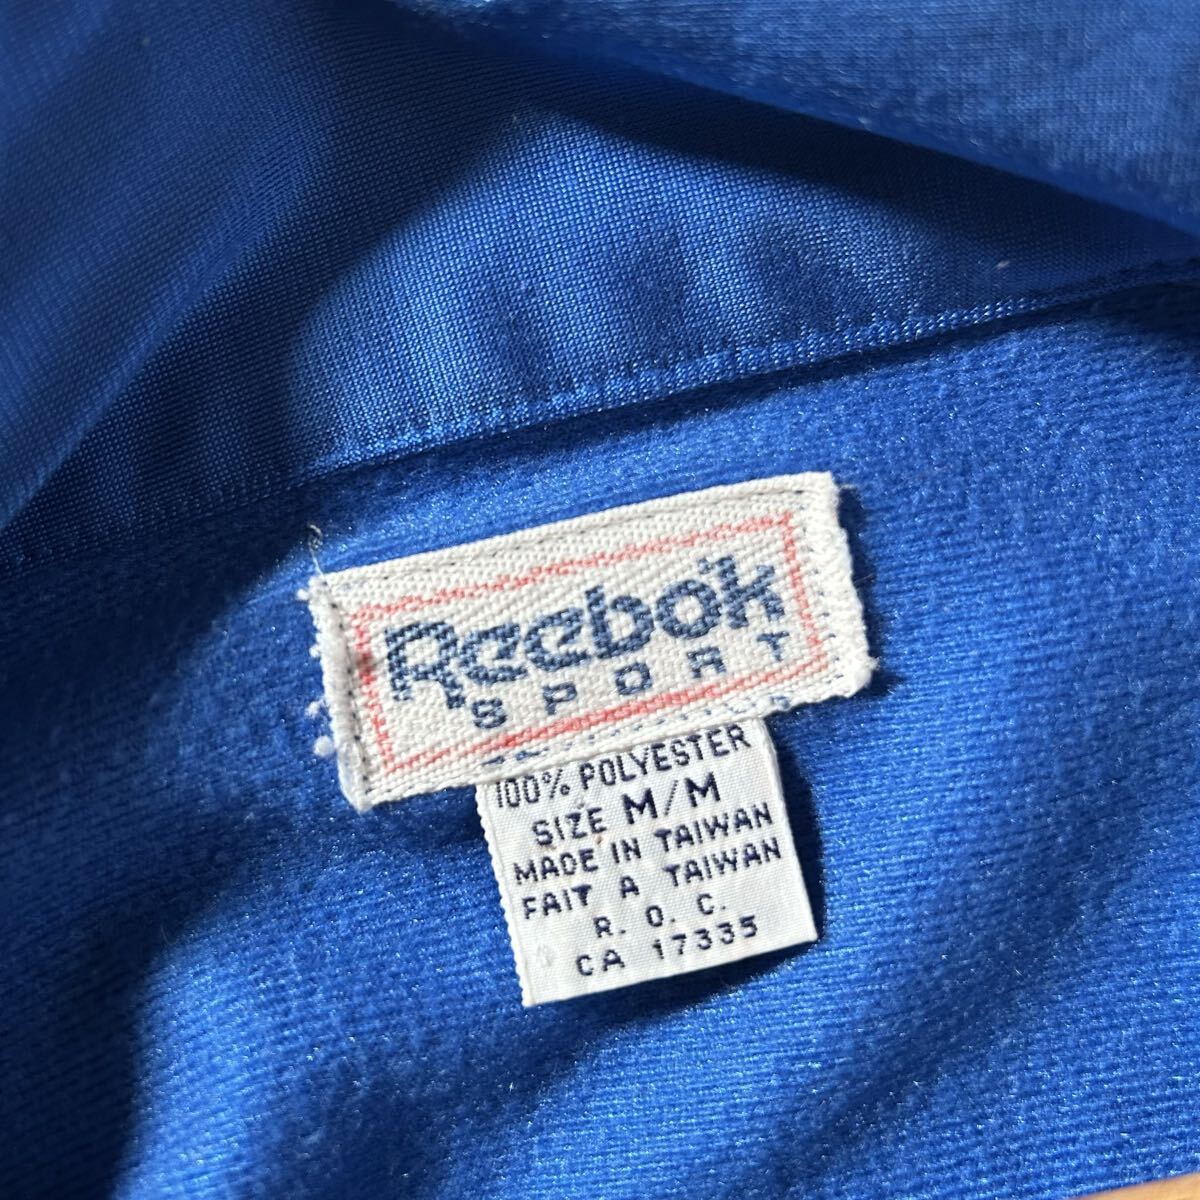 Reebok
SPORT
100% POLYESTER
SIZE M/M
MADE IN TAIWAN
FAIT A TAIWAN
R. O. C.
CA 17335